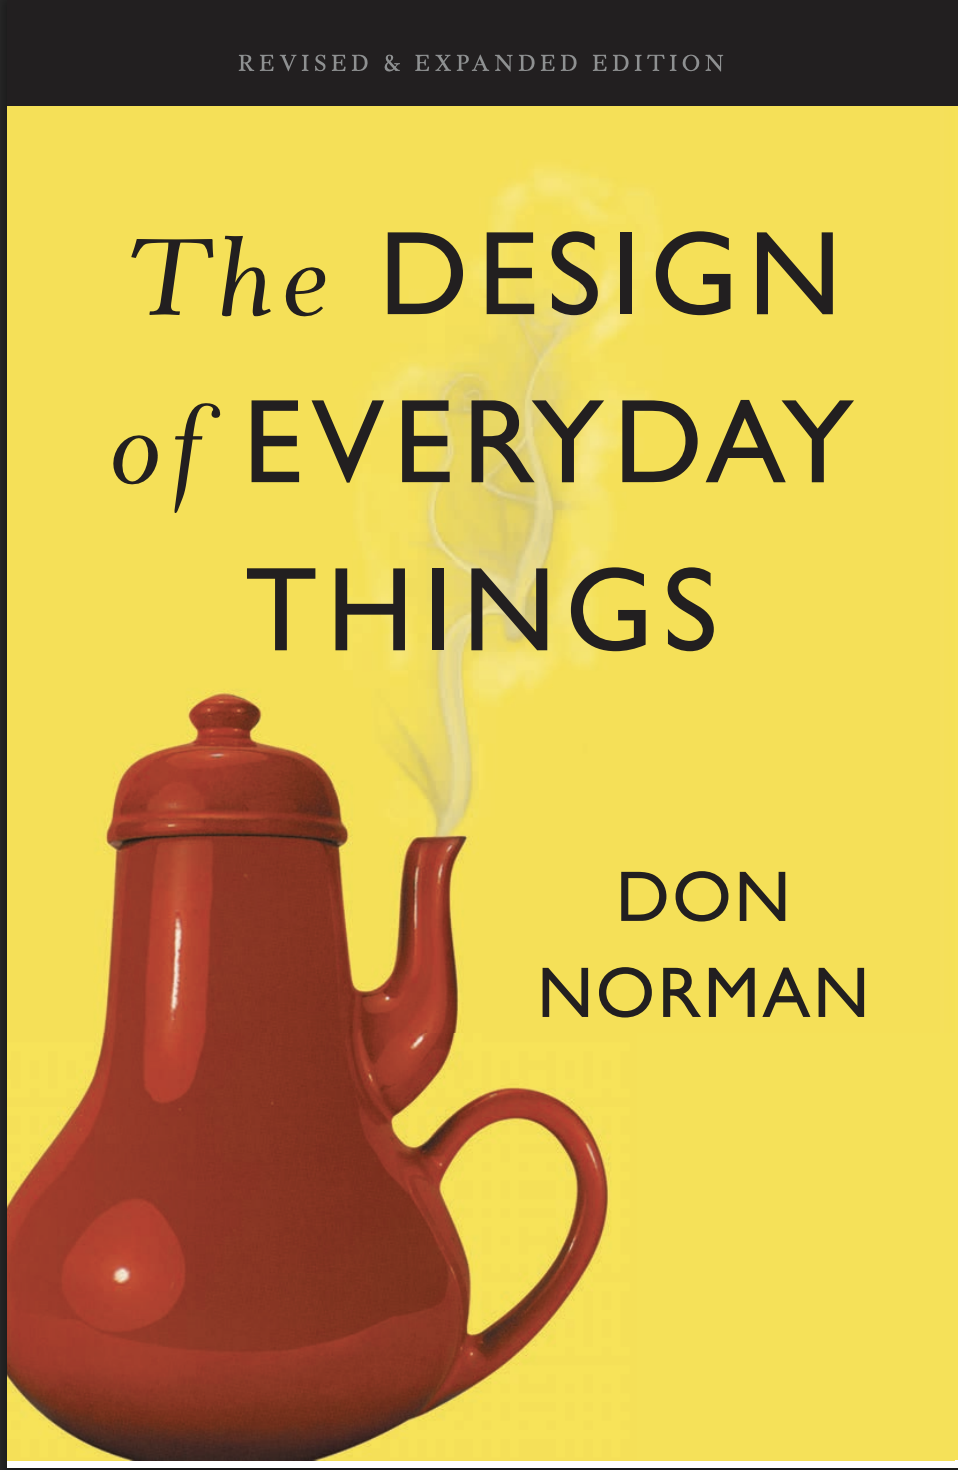 REVISED & EXPANDED EDITION
The DESIGN
of EVERYDAY
THINGS
DON
NORMAN